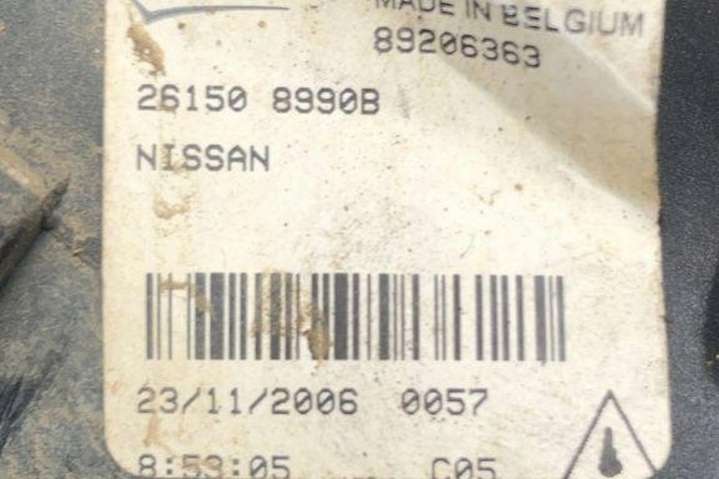 MADE IN BELGIUM
89206363
26150 8990B
NISSAN
23/11/2006 0057
8:53:05 C05